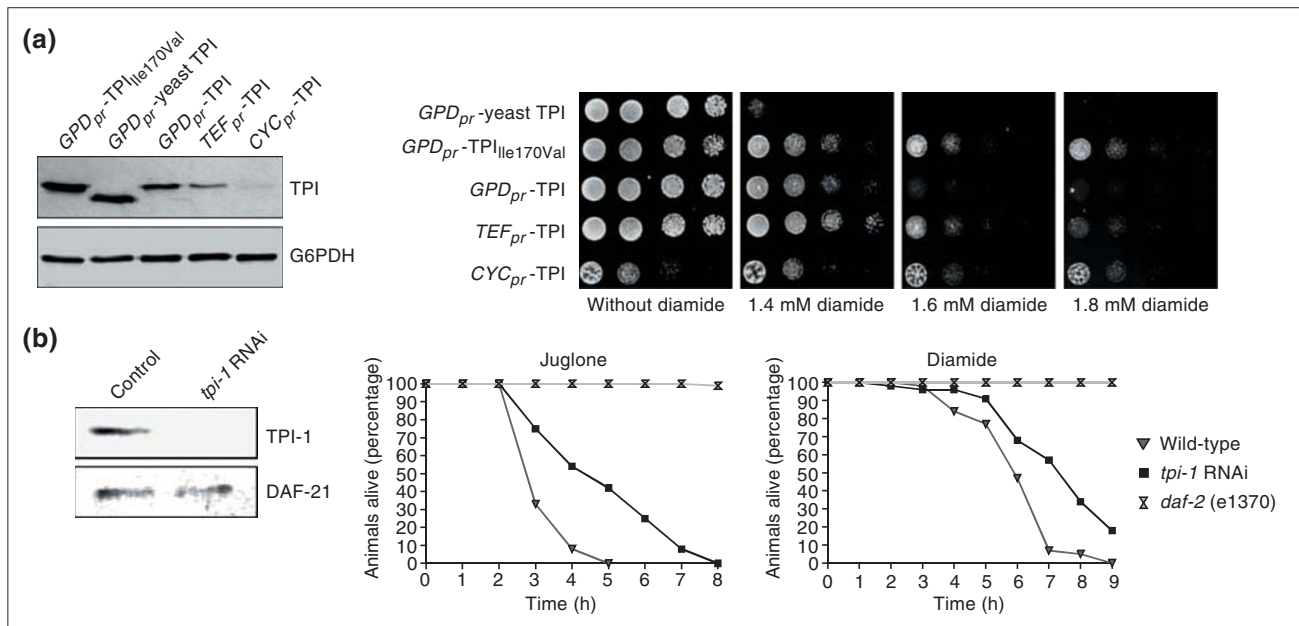 (a)
GPDpr-TPIIle170Val
GPDpr-yeast TPI
GPDpr-TPI
TEFpr-TPI
CYCpr-TPI
TPI
G6PDH
GPDpr-yeast TPI
GPDpr-TPIIle170Val
GPDpr-TPI
TEFpr-TPI
CYCpr-TPI
Without diamide
1.4 mM diamide
1.6 mM diamide
1.8 mM diamide
(b)
Control
tpi-1 RNAi
TPI-1
DAF-21
Juglone
Animals alive (percentage)
100
90
80
70
60
50
40
30
20
10
0
0 1 2 3 4 5 6 7 8
Time (h)
Diamide
Animals alive (percentage)
100
90
80
70
60
50
40
30
20
10
0
0 1 2 3 4 5 6 7 8 9
Time (h)
Wild-type
tpi-1 RNAi
daf-2 (e1370)